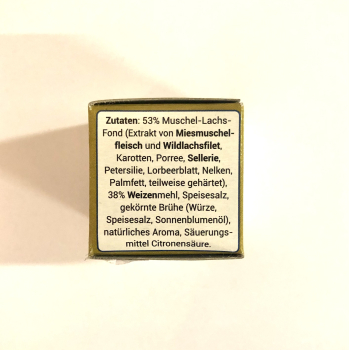 Zutaten: 53% Muschel-Lachs-
Fond (Extrakt von Miesmuschel-
fleisch und Wildlachsfilet,
Karotten, Porree, Sellerie,
Petersilie, Lorbeerblatt, Nelken,
Palmfett, teilweise gehärtet),
38% Weizenmehl, Speisesalz,
gekörnte Brühe (Würze,
Speisesalz, Sonnenblumenöl),
natürliches Aroma, Säuerungs-
mittel Citronensäure.